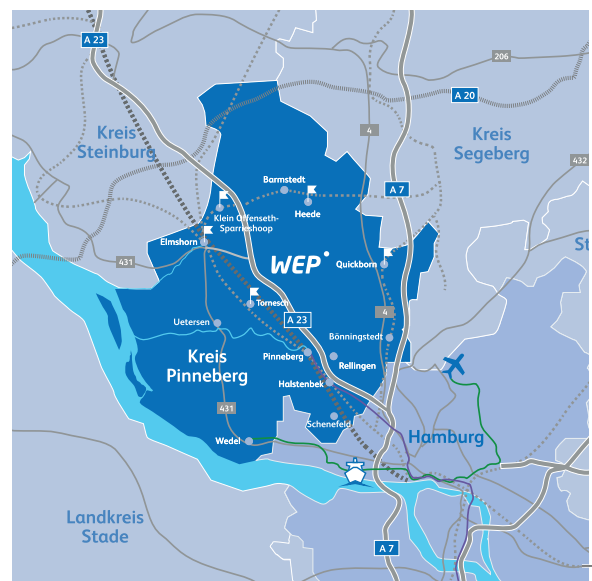 A 23
206
A 20
Kreis
Steinburg
4
Kreis
Segeberg
432
Barmstedt
A 7
Heede
Klein Offenseth-
Sparrieshoop
Elmshorn
St
431
WEP
Quickborn
Tornesch
4
A 23
Uetersen
Bönningstedt
Kreis
Pinneberg
Pinneberg
Rellingen
Halstenbek
431
Schenefeld
Wedel
Hamburg
Landkreis
Stade
A 7